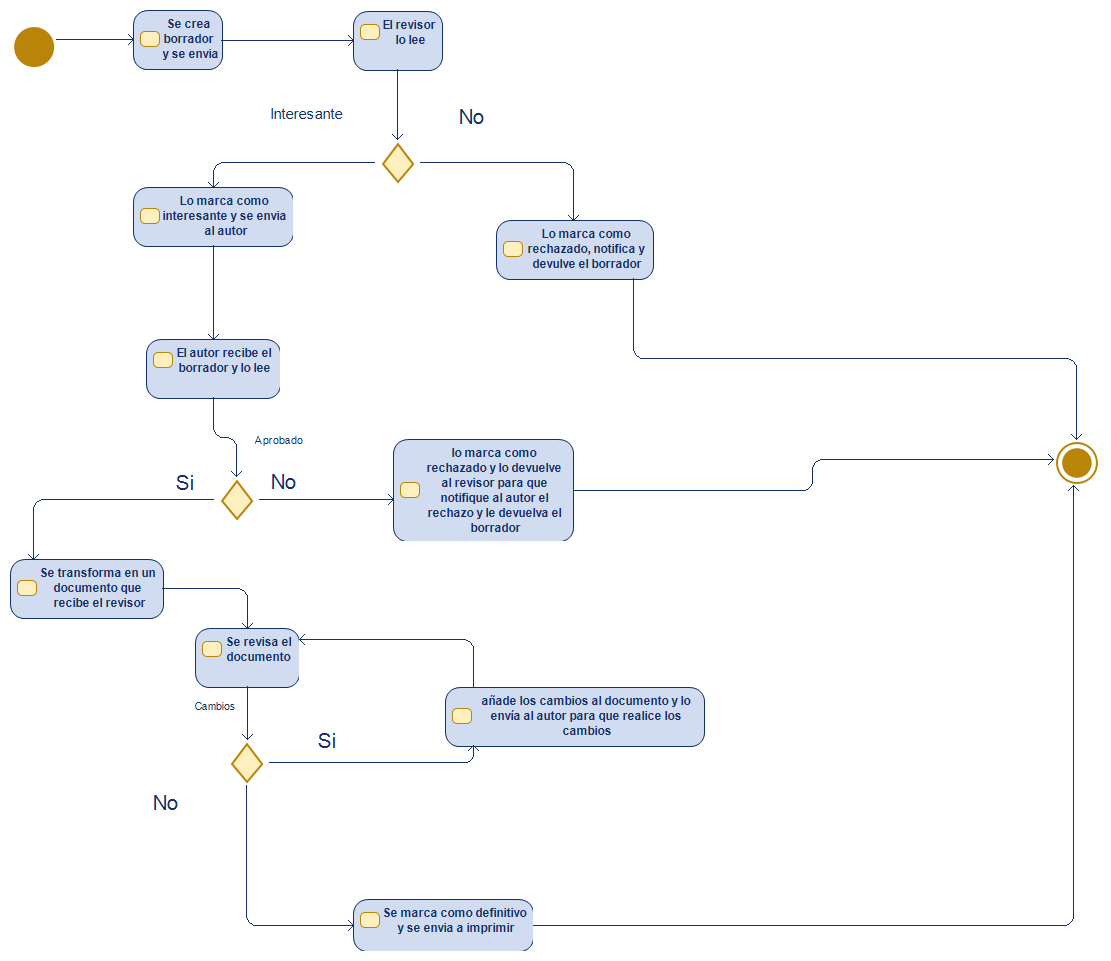 Se crea
borrador
y se envia
El revisor
lo lee
Interesante
No
Lo marca como
interesante y se envia
al autor
Lo marca como
rechazado, notifica y
devulve el borrador
El autor recibe el
borrador y lo lee
Aprobado
Si
No
lo marca como
rechazado y lo devuelve
al revisor para que
notifique al autor el
rechazo y le devuelva el
borrador
Se transforma en un
documento que
recibe el revisor
Se revisa el
documento
Cambios
Si
añade los cambios al documento y lo
envía al autor para que realice los
cambios
No
Se marca como definitivo
y se envia a imprimir